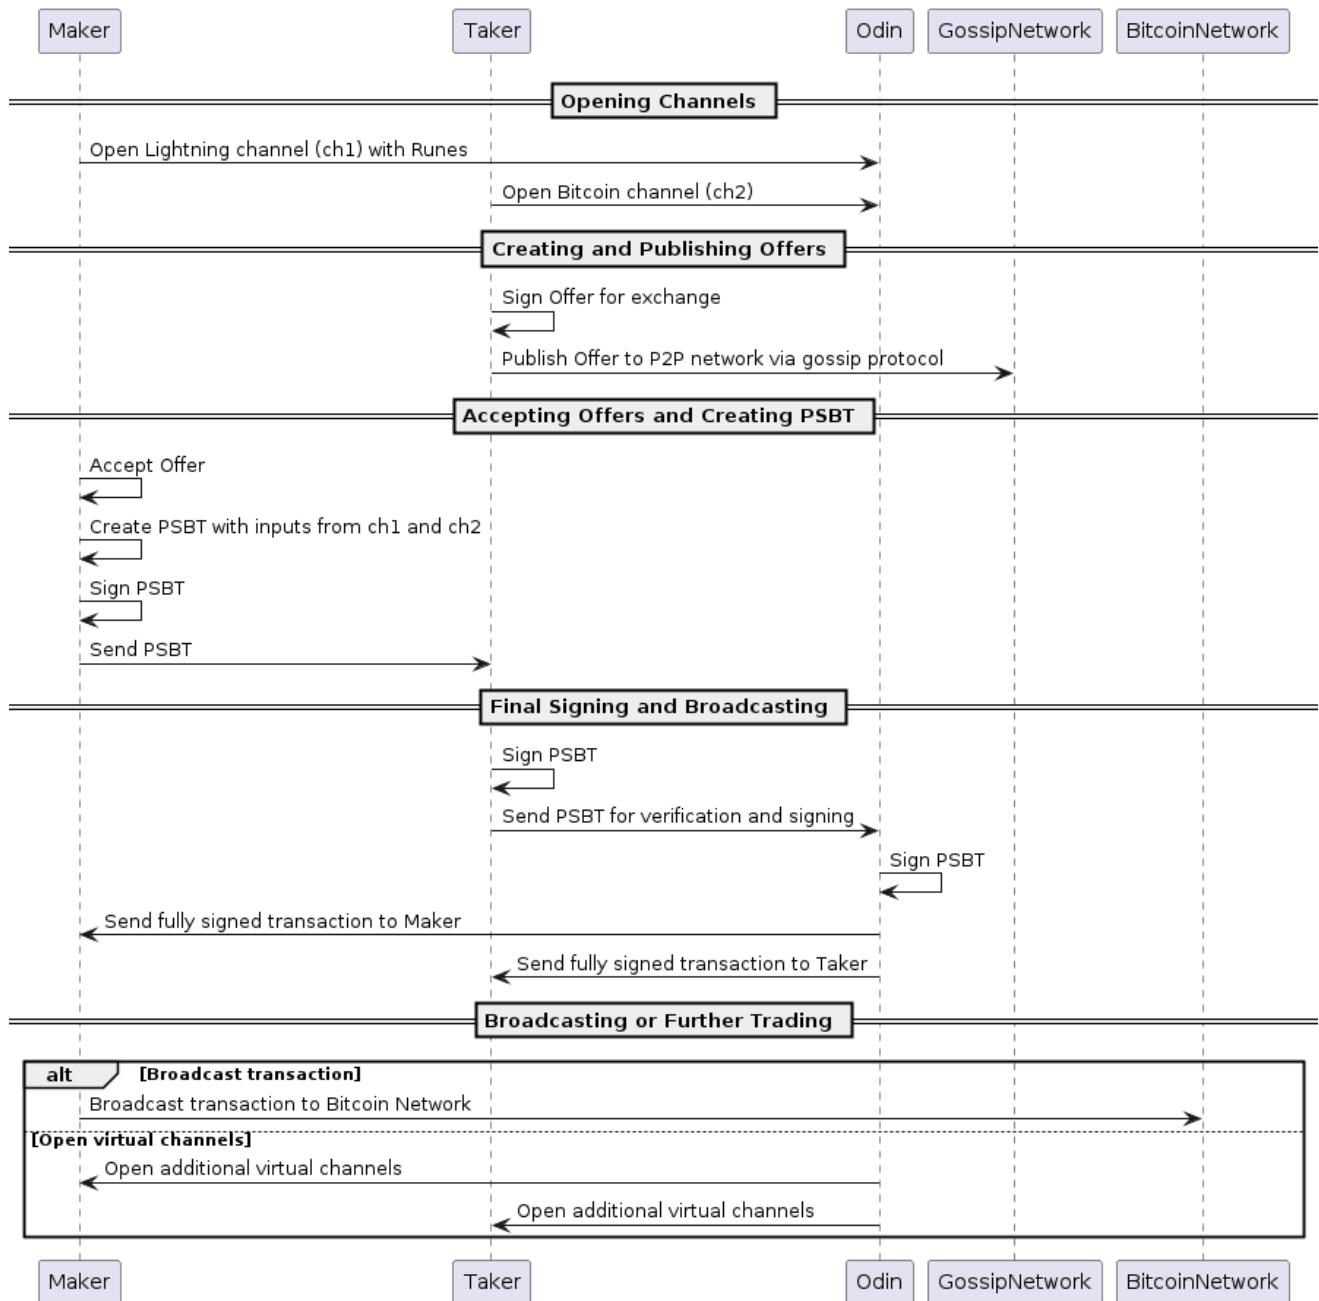 Maker Taker Odin GossipNetwork BitcoinNetwork
Opening Channels
Open Lightning channel (ch1) with Runes
Open Bitcoin channel (ch2)
Creating and Publishing Offers
Sign Offer for exchange
Publish Offer to P2P network via gossip protocol
Accepting Offers and Creating PSBT
Accept Offer
Create PSBT with inputs from ch1 and ch2
Sign PSBT
Send PSBT
Final Signing and Broadcasting
Sign PSBT
Send PSBT for verification and signing
Sign PSBT
Send fully signed transaction to Maker
Send fully signed transaction to Taker
Broadcasting or Further Trading
alt [Broadcast transaction]
Broadcast transaction to Bitcoin Network
[Open virtual channels]
Open additional virtual channels
Open additional virtual channels
Maker Taker Odin GossipNetwork BitcoinNetwork